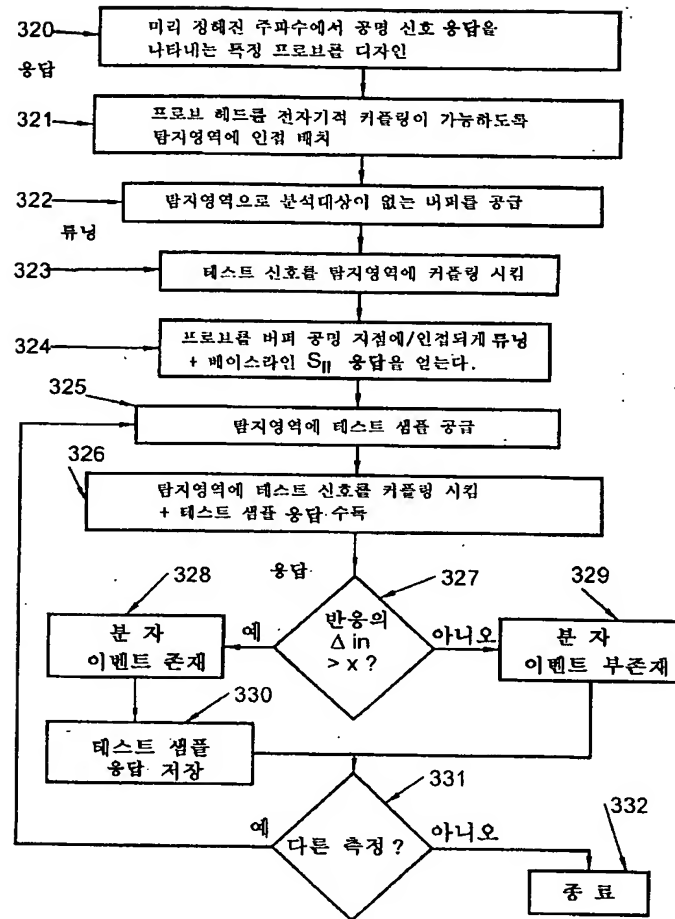 320
미리 정해진 주파수에서 공명 신호 응답을
나타내는 특정 프로브를 디자인
응답
321
프로브 헤드를 전자기적 커플링이 가능하도록
탐지영역에 인접 배치
322
탐지영역으로 분석대상이 없는 버퍼를 공급
튜닝
323
테스트 신호를 탐지영역에 커플링 시킴
324
프로브를 버퍼 공명 지점에/인접되게 튜닝
+ 베이스라인 S₁₁ 응답을 얻는다.
325
탐지영역에 테스트 샘플 공급
326
탐지영역에 테스트 신호를 커플링 시킴
+ 테스트 샘플 응답 수득
응답
327
반응의
Δ in
> x ?
예
아니오
328
분 자
이벤트 존재
329
분 자
이벤트 부존재
330
테스트 샘플
응답 저장
331
다른 측정 ?
예
아니오
332
종 료